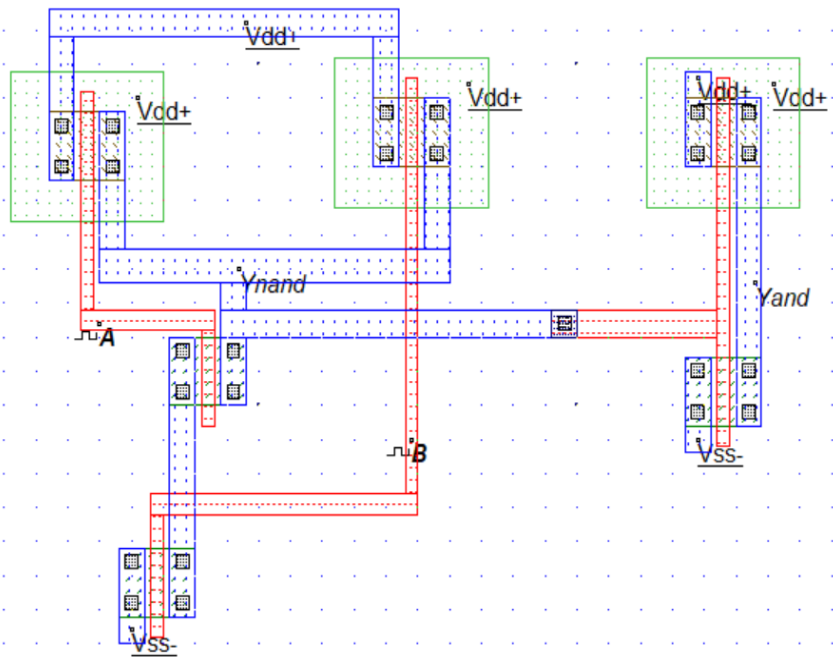 Vdd+
Vdd+
Vdd+
Vdd+
Vdd+
Ynand
Yand
A
B
Vss-
Vss-